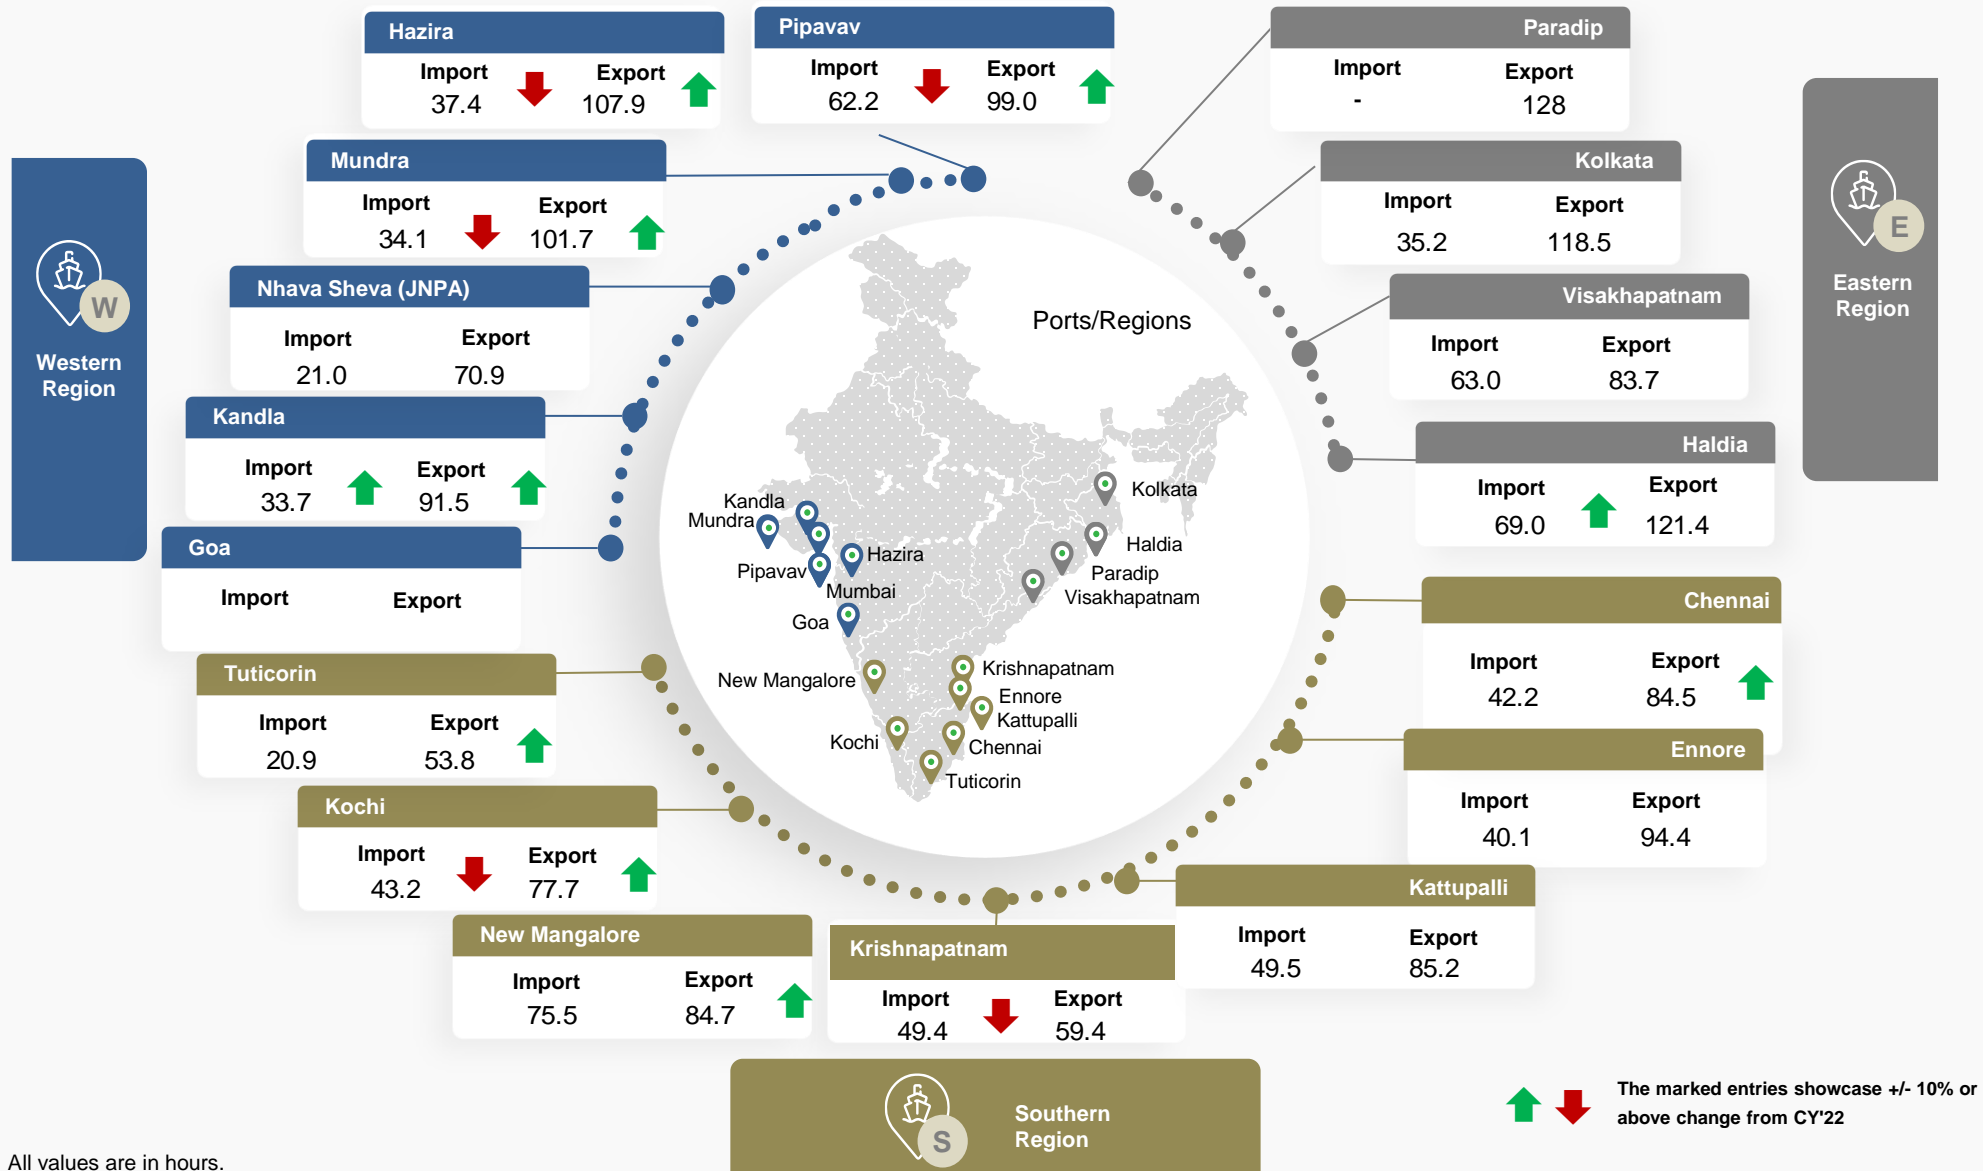 Hazira
Import Export
37.4 107.9
Pipavav
Import Export
62.2 99.0
Paradip
Import Export
- 128
Mundra
Import Export
34.1 101.7
Kolkata
Import Export
35.2 118.5
W
Western
Region
Nhava Sheva (JNPA)
Import Export
21.0 70.9
Visakhapatnam
Import Export
63.0 83.7
E
Eastern
Region
Kandla
Import Export
33.7 91.5
Haldia
Import Export
69.0 121.4
Goa
Import Export
Ports/Regions
Kandla
Mundra
Pipavav
Hazira
Mumbai
Goa
Kolkata
Haldia
Paradip
Visakhapatnam
New Mangalore
Kochi
Krishnapatnam
Ennore
Kattupalli
Chennai
Tuticorin
Chennai
Import Export
42.2 84.5
Tuticorin
Import Export
20.9 53.8
Ennore
Import Export
40.1 94.4
Kochi
Import Export
43.2 77.7
Kattupalli
Import Export
49.5 85.2
New Mangalore
Import Export
75.5 84.7
Krishnapatnam
Import Export
49.4 59.4
S
Southern
Region
The marked entries showcase +/- 10% or
above change from CY'22
All values are in hours.